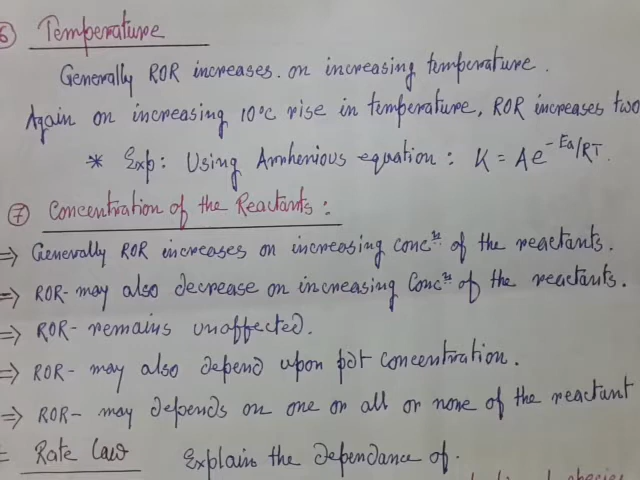 6 Temperature
Generally ROR increases. on increasing temperature.
Again on increasing 10°C rise in temperature, ROR increases two
* Exp: Using Arrhenious equation: K = Ae^-Ea/RT.
7 Concentration of the Reactants:
⇒ Generally ROR increases on increasing concⁿ of the reactants.
⇒ ROR- may also decrease on increasing Concⁿ of the reactants.
⇒ ROR- remains unaffected.
⇒ ROR- may also depend upon pdt concentration.
⇒ ROR- may depends on one or all or none of the reactant
= Rate law Explain the dependance of.
species